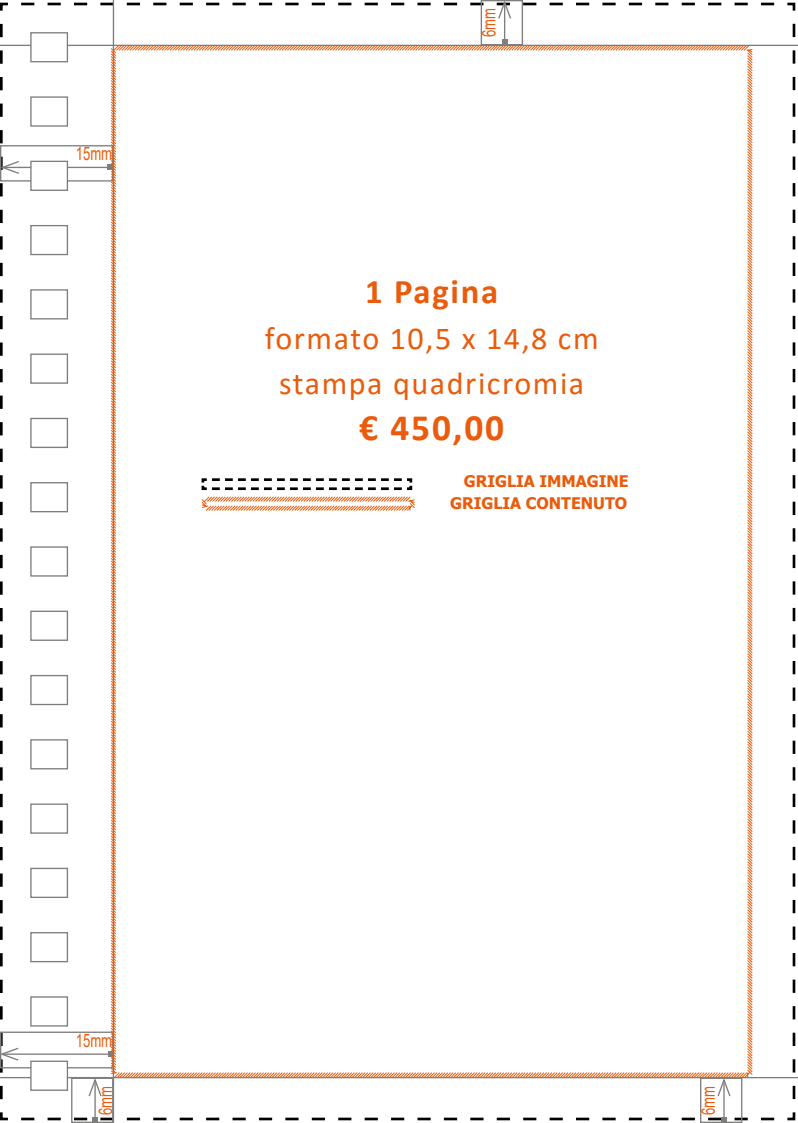 6mm
15mm
1 Pagina
formato 10,5 x 14,8 cm
stampa quadricromia
€ 450,00
GRIGLIA IMMAGINE
GRIGLIA CONTENUTO
15mm
6mm
6mm